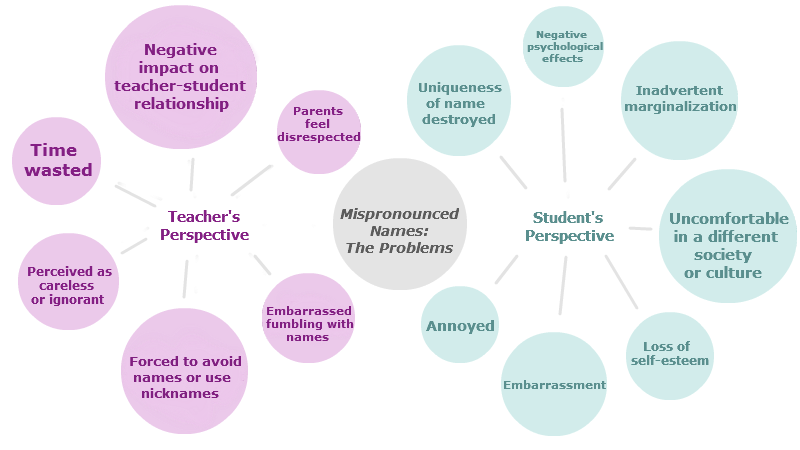 Negative
impact on
teacher-student
relationship
Parents
feel
disrespected
Time
wasted
Teacher's
Perspective
Perceived as
careless
or ignorant
Forced to avoid
names or use
nicknames
Embarrassed
fumbling with
names
Mispronounced
Names:
The Problems
Uniqueness
of name
destroyed
Negative
psychological
effects
Inadvertent
marginalization
Student's
Perspective
Uncomfortable
in a different
society
or culture
Annoyed
Embarrassment
Loss of
self-esteem